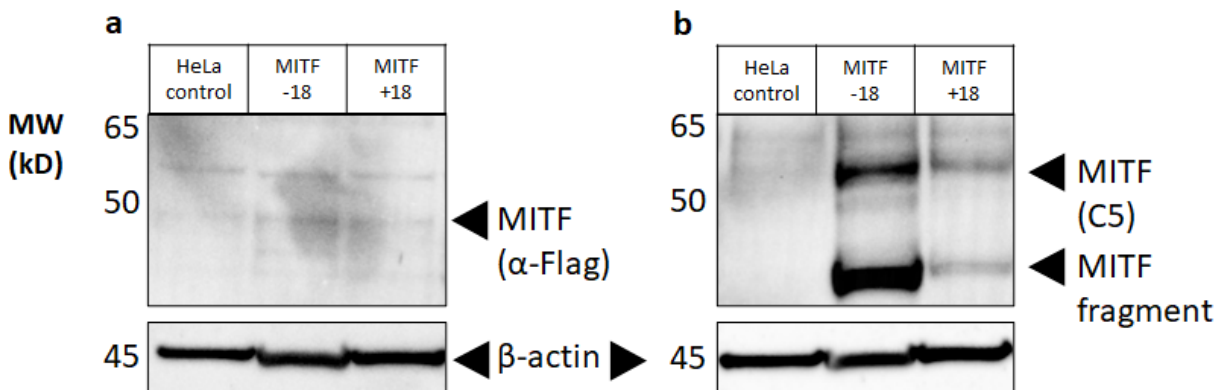 a
HeLa
control
MITF
-18
MITF
+18
MW
(kD)
65
50
MITF
(α-Flag)
45
β-actin
b
HeLa
control
MITF
-18
MITF
+18
65
50
MITF
(C5)
MITF
fragment
45